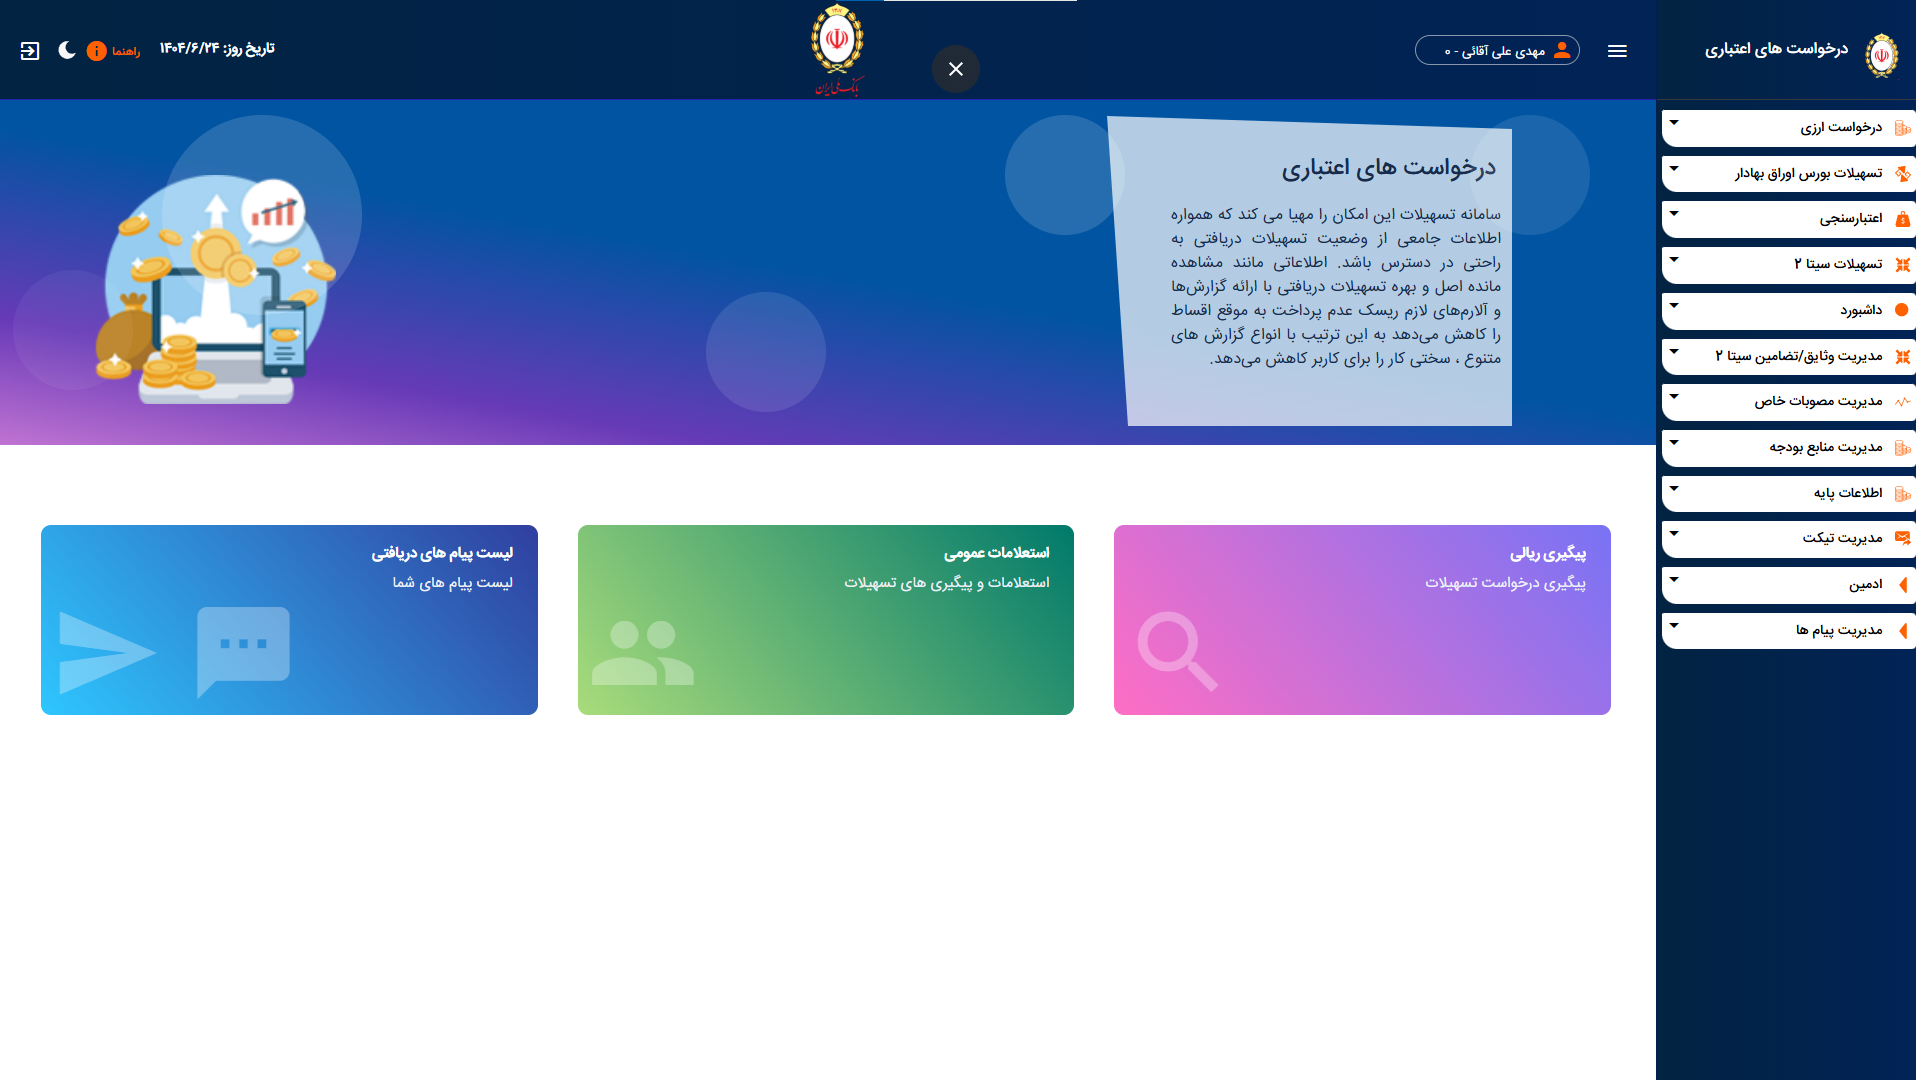 درخواست های اعتباری
مهدی علی آقائی - ۰
۱۳۰۷
بانک ملی ایران
تاریخ روز: ۱۴۰۴/۶/۲۴
راهنما
درخواست ارزی
تسهیلات بورس اوراق بهادار
اعتبارسنجی
تسهیلات سیتا ۲
داشبورد
مدیریت وثایق/تضامین سیتا ۲
مدیریت مصوبات خاص
مدیریت منابع بودجه
اطلاعات پایه
مدیریت تیکت
ادمین
مدیریت پیام ها
درخواست های اعتباری
سامانه تسهیلات این امکان را مهیا می کند که همواره
اطلاعات جامعی از وضعیت تسهیلات دریافتی به
راحتی در دسترس باشد. اطلاعاتی مانند مشاهده
مانده اصل و بهره تسهیلات دریافتی با ارائه گزارش‌ها
و آلارم‌های لازم ریسک عدم پرداخت به موقع اقساط
را کاهش می‌دهد به این ترتیب با انواع گزارش های
متنوع ، سختی کار را برای کاربر کاهش می‌دهد.
پیگیری ریالی
پیگیری درخواست تسهیلات
استعلامات عمومی
استعلامات و پیگیری های تسهیلات
لیست پیام های دریافتی
لیست پیام های شما